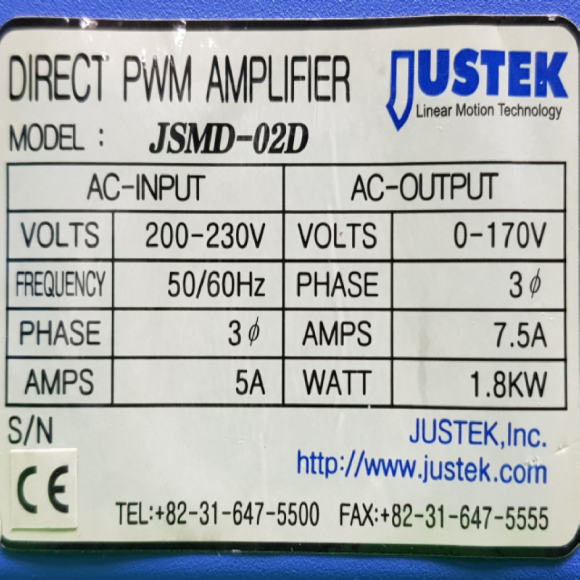 DIRECT PWM AMPLIFIER
JUSTEK
Linear Motion Technology
MODEL : JSMD-02D
AC-INPUT AC-OUTPUT
VOLTS 200-230V VOLTS 0-170V
FREQUENCY 50/60Hz PHASE 3ϕ
PHASE 3ϕ AMPS 7.5A
AMPS 5A WATT 1.8KW
S/N
JUSTEK,Inc.
http://www.justek.com
CE
TEL:+82-31-647-5500 FAX:+82-31-647-5555